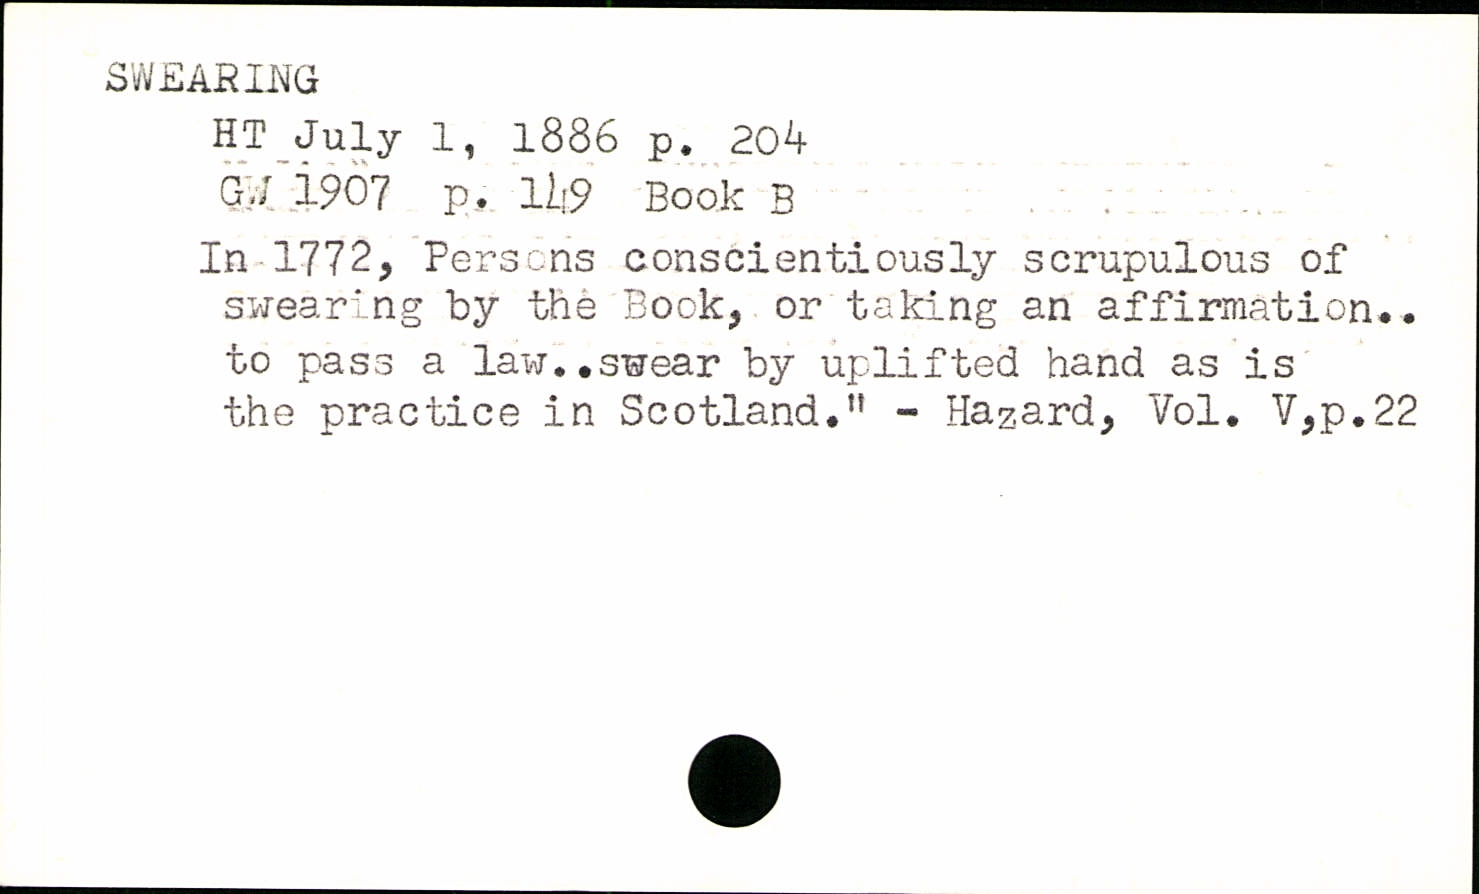 SWEARING
HT July 1, 1886 p. 204
GW 1907 p. 149 Book B
In 1772, Persons conscientiously scrupulous of
swearing by the Book, or taking an affirmation..
to pass a law..swear by uplifted hand as is
the practice in Scotland." - Hazard, Vol. V,p.22